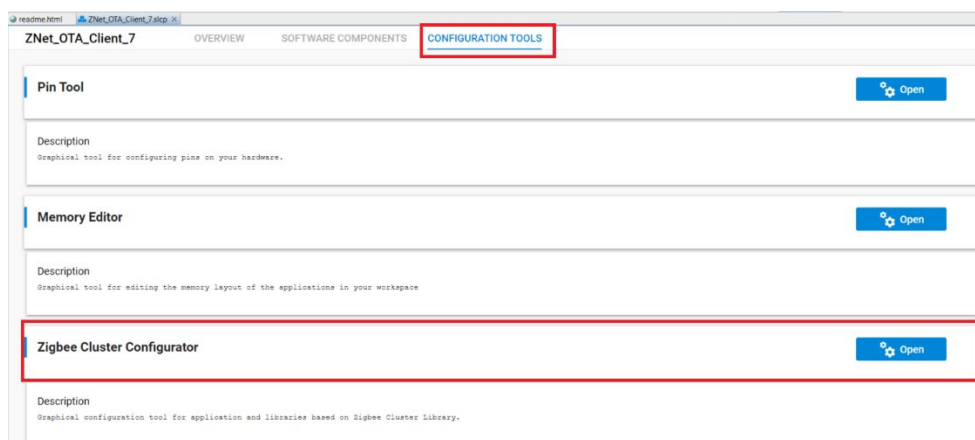 readme.html ZNet_OTA_Client_7.slcp
ZNet_OTA_Client_7 OVERVIEW SOFTWARE COMPONENTS CONFIGURATION TOOLS
Pin Tool Open
Description
Graphical tool for configuring pins on your hardware.
Memory Editor Open
Description
Graphical tool for editing the memory layout of the applications in your workspace
Zigbee Cluster Configurator Open
Description
Graphical configuration tool for application and libraries based on Zigbee Cluster Library.